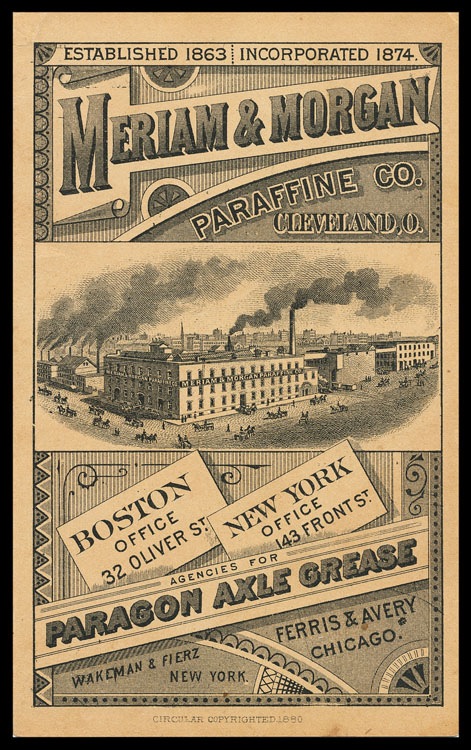 ESTABLISHED 1863 INCORPORATED 1874.
MERIAM & MORGAN
PARAFFINE CO.
CLEVELAND, O.
MERIAM & MORGAN PARAFFINE CO.
BOSTON
OFFICE
32 OLIVER ST.
NEW YORK
OFFICE
143 FRONT ST.
AGENCIES FOR
PARAGON AXLE GREASE
FERRIS & AVERY
CHICAGO.
WAKEMAN & FIERZ
NEW YORK.
CIRCULAR COPYRIGHTED.1880